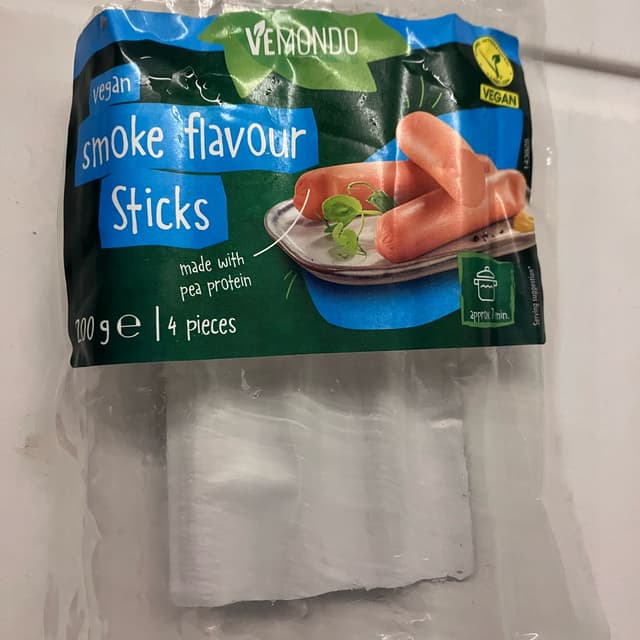 VEMONDO
VEGAN
vegan
smoke flavour
Sticks
made with
pea protein
200 g e | 4 pieces
approx. 7 min.
Serving suggestion*